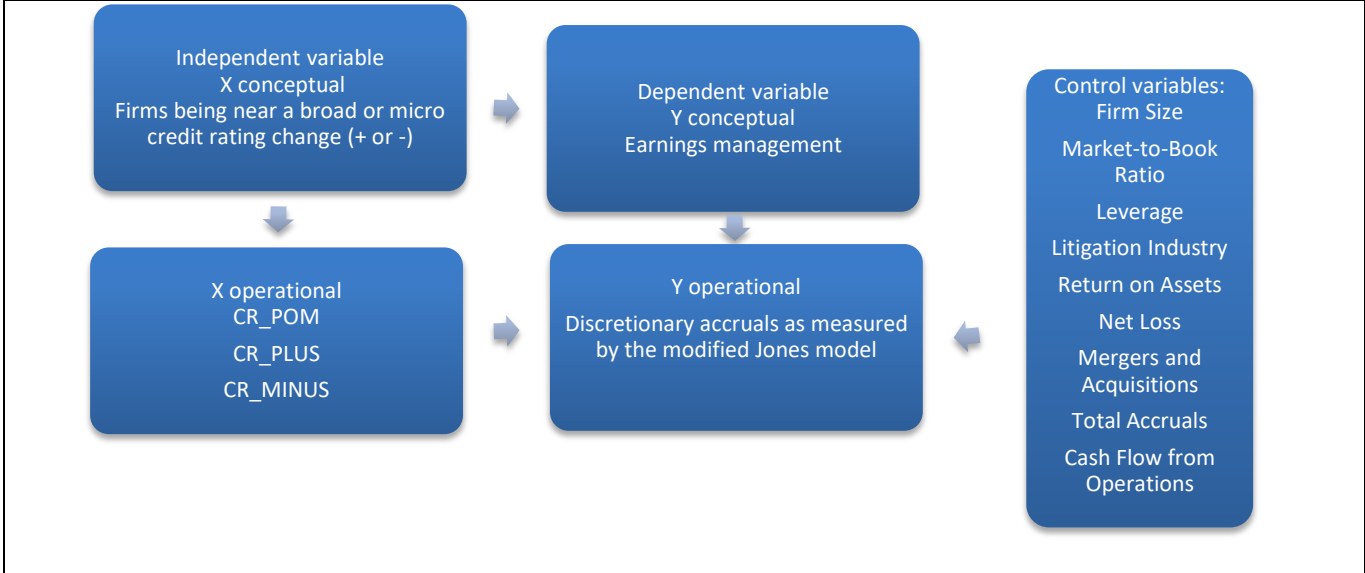 Independent variable
X conceptual
Firms being near a broad or micro
credit rating change (+ or -)
Dependent variable
Y conceptual
Earnings management
X operational
CR_POM
CR_PLUS
CR_MINUS
Y operational
Discretionary accruals as measured
by the modified Jones model
Control variables:
Firm Size
Market-to-Book
Ratio
Leverage
Litigation Industry
Return on Assets
Net Loss
Mergers and
Acquisitions
Total Accruals
Cash Flow from
Operations